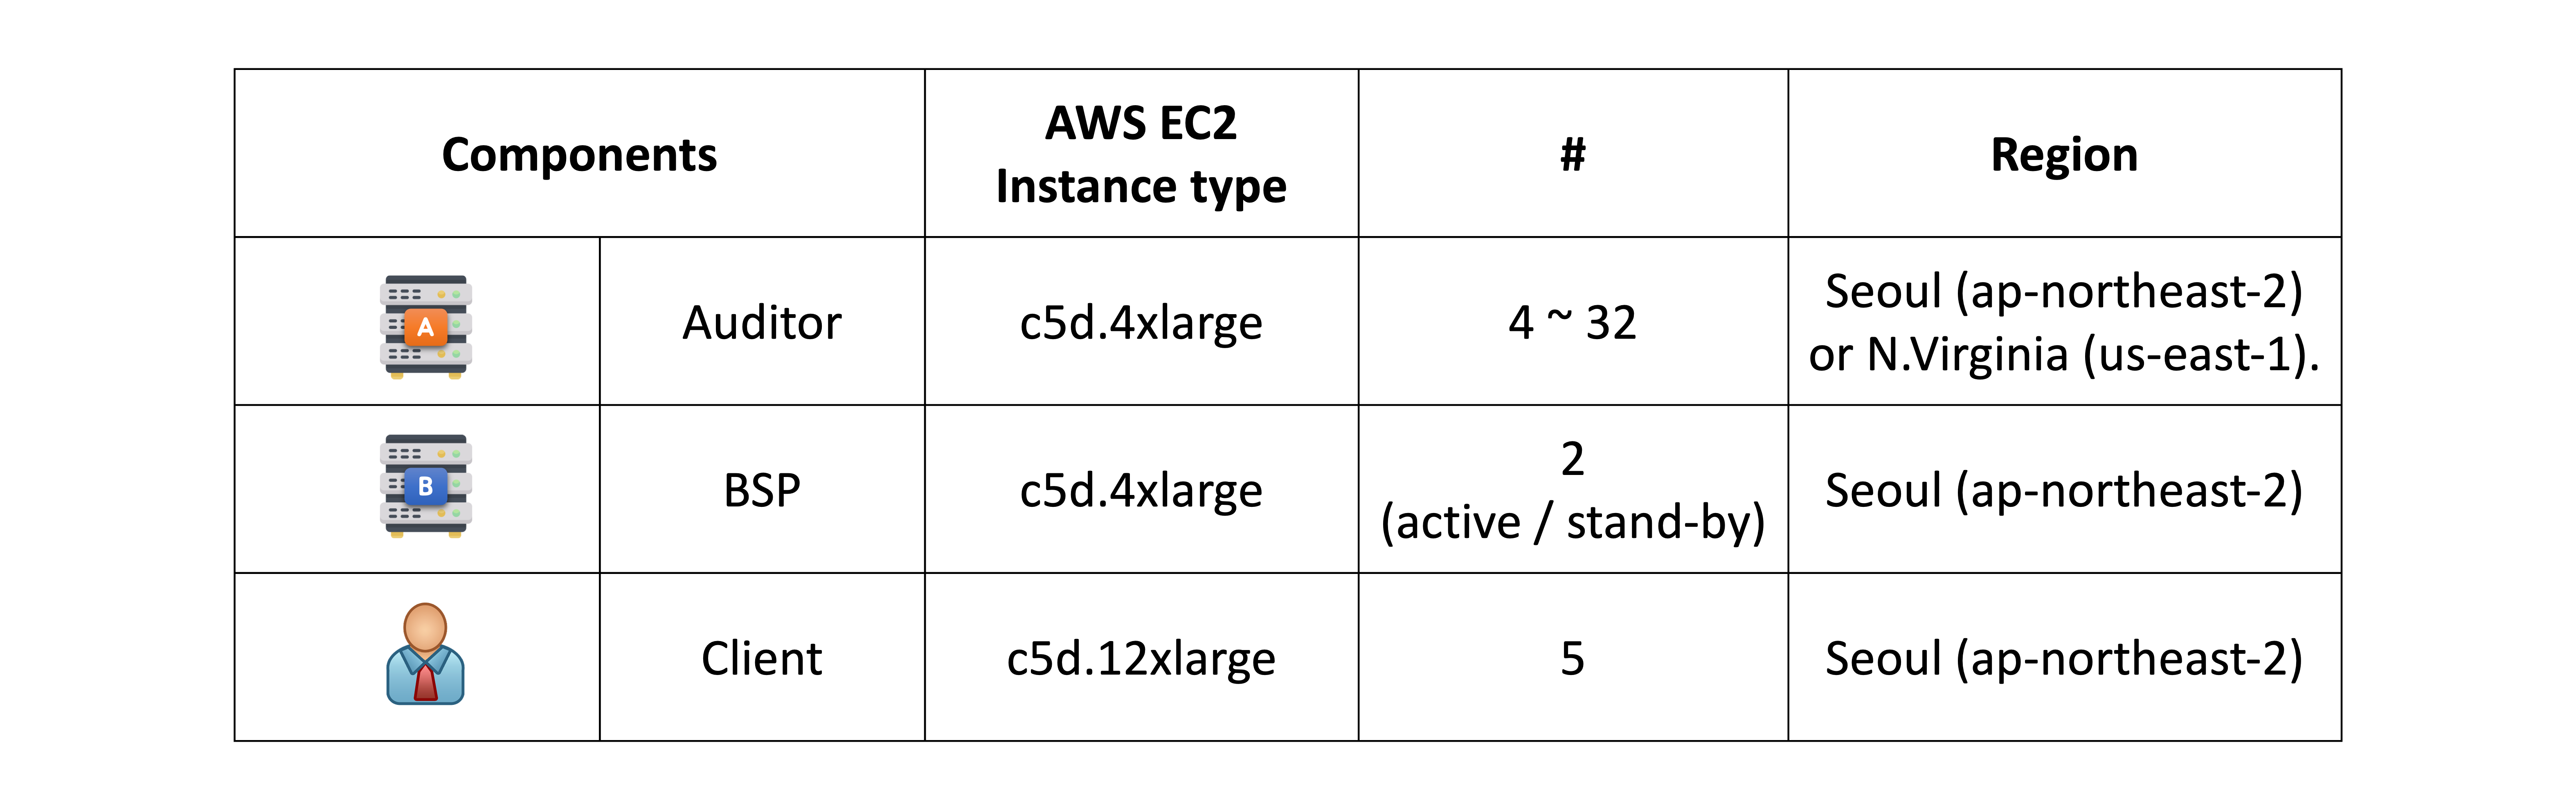 Components
AWS EC2
Instance type
#
Region
A
Auditor
c5d.4xlarge
4 ~ 32
Seoul (ap-northeast-2)
or N.Virginia (us-east-1).
B
BSP
c5d.4xlarge
2
(active / stand-by)
Seoul (ap-northeast-2)
Client
c5d.12xlarge
5
Seoul (ap-northeast-2)